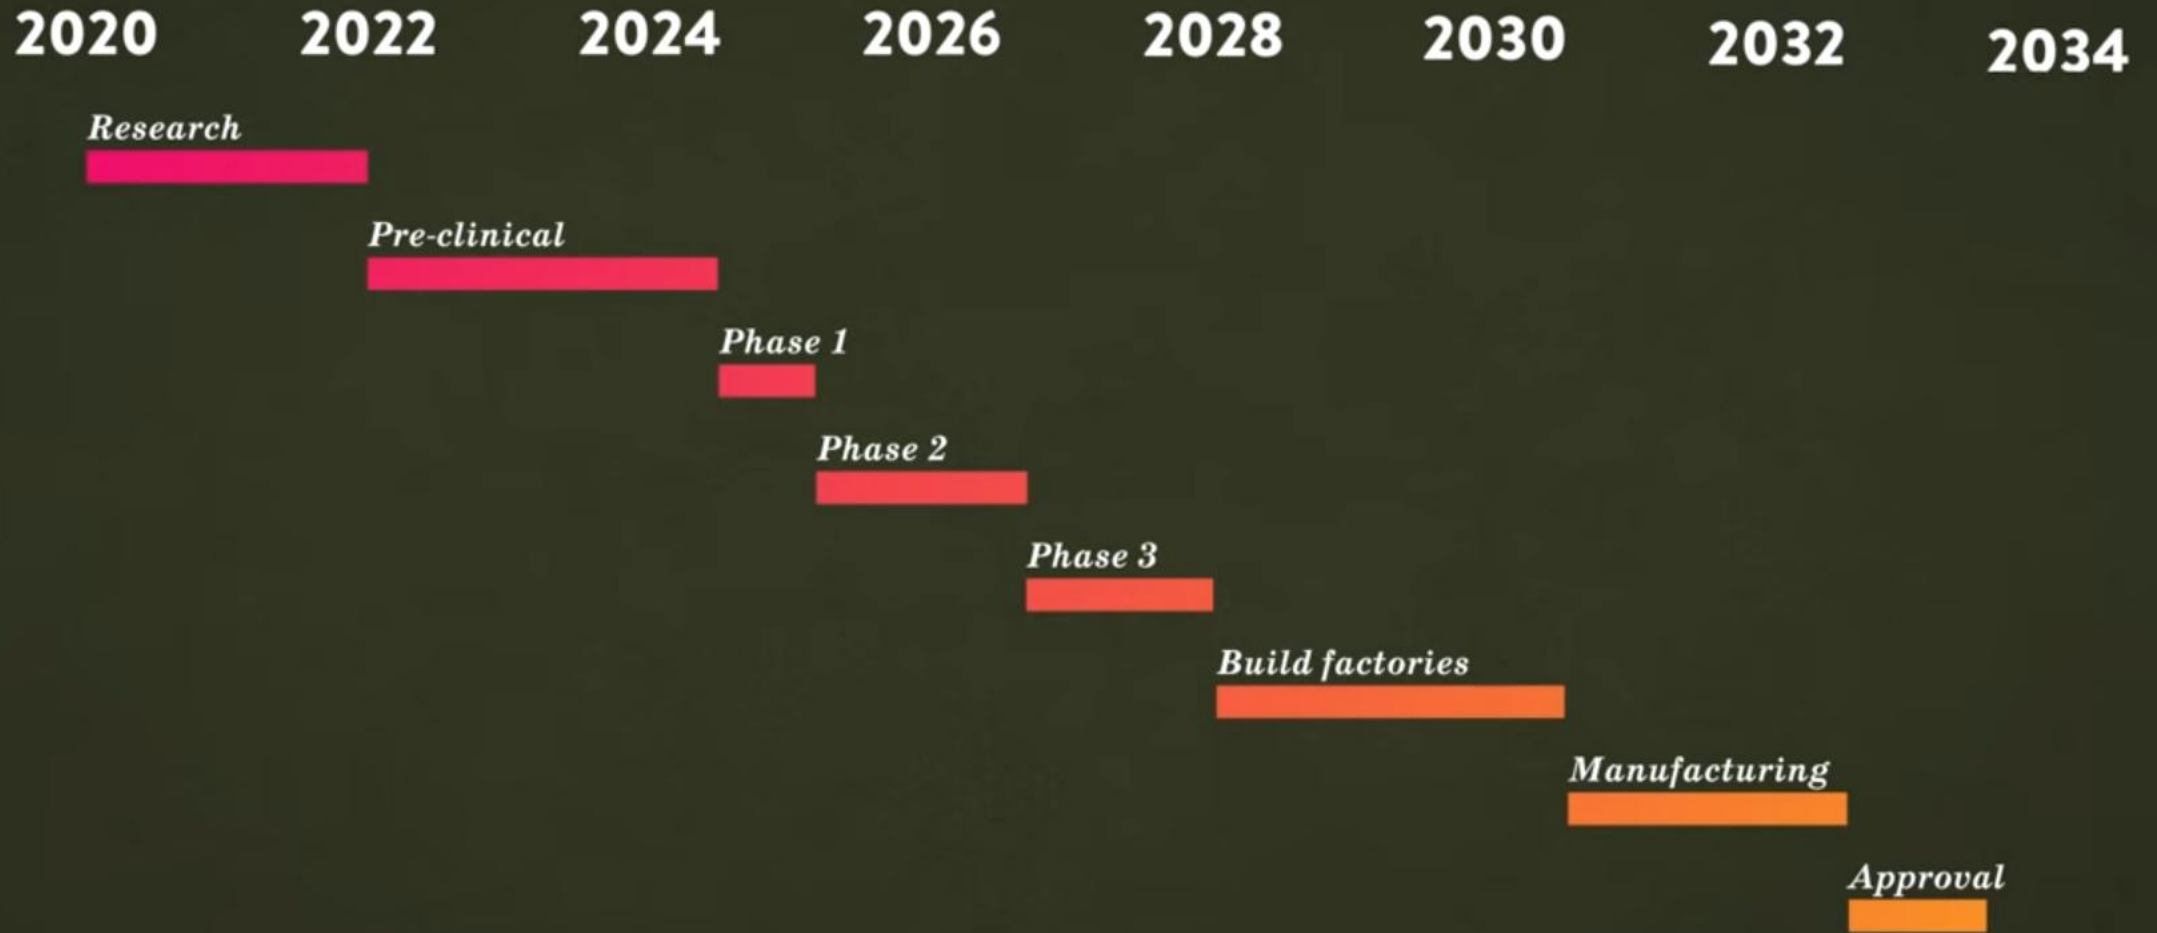 2020 2022 2024 2026 2028 2030 2032 2034
Research
Pre-clinical
Phase 1
Phase 2
Phase 3
Build factories
Manufacturing
Approval